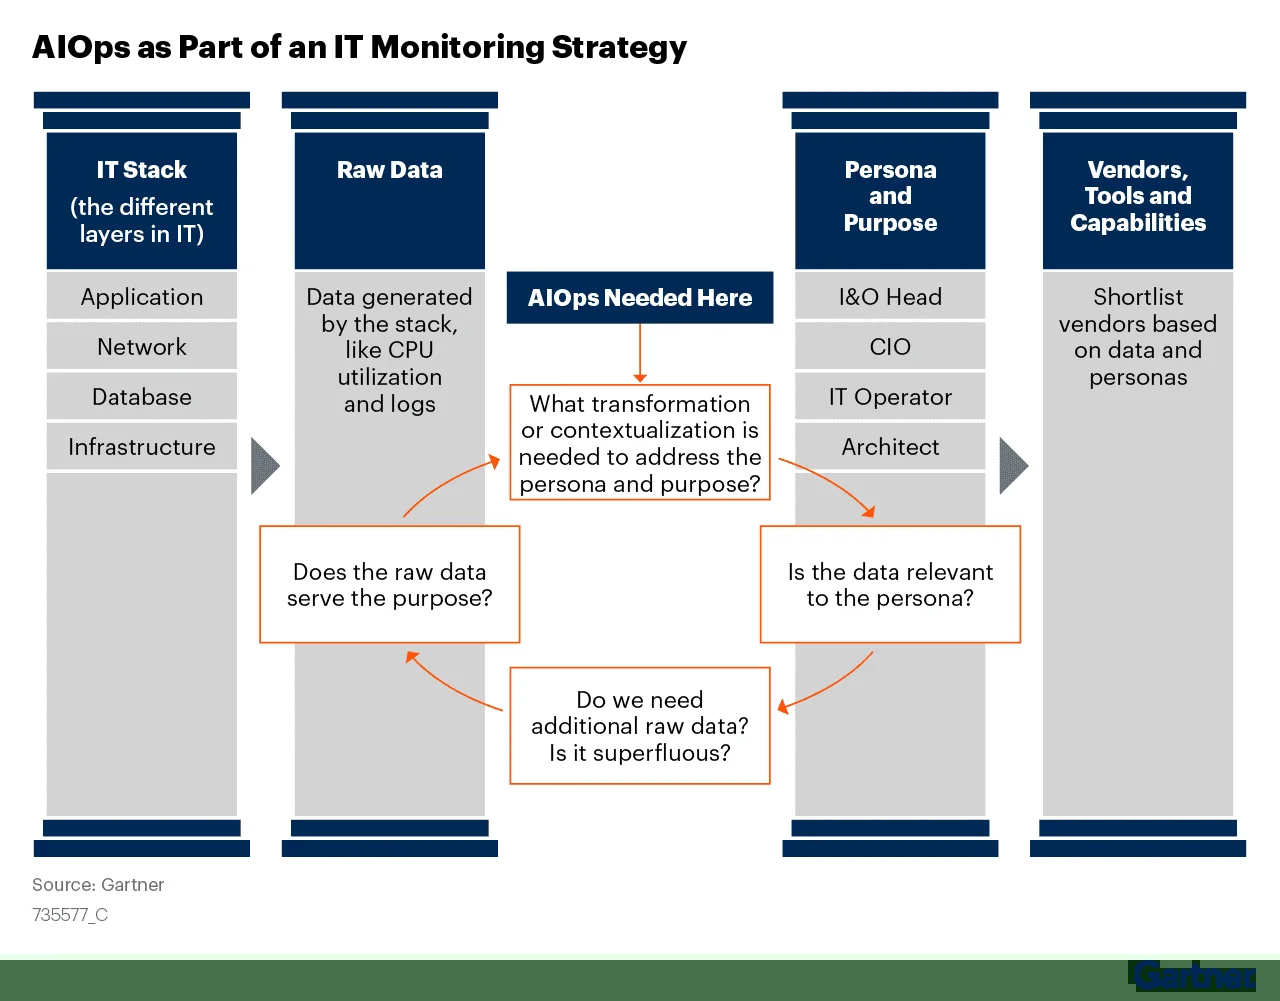 AIOps as Part of an IT Monitoring Strategy
IT Stack
(the different
layers in IT)
Application
Network
Database
Infrastructure
Raw Data
Data generated
by the stack,
like CPU
utilization
and logs
AIOps Needed Here
What transformation
or contextualization is
needed to address the
persona and purpose?
Does the raw data
serve the purpose?
Is the data relevant
to the persona?
Do we need
additional raw data?
Is it superfluous?
Persona
and
Purpose
I&O Head
CIO
IT Operator
Architect
Vendors,
Tools and
Capabilities
Shortlist
vendors based
on data and
personas
Source: Gartner
735577_C
Gartner